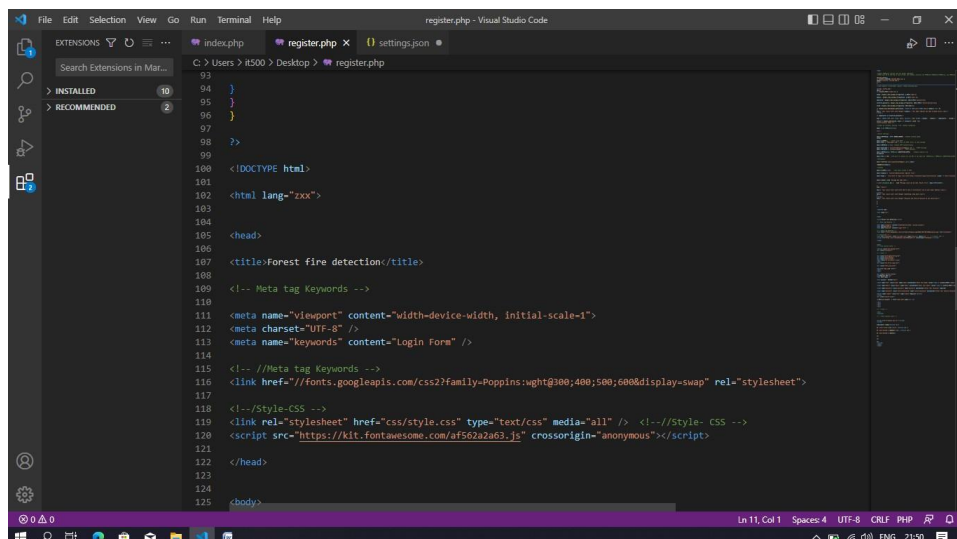 File Edit Selection View Go Run Terminal Help
register.php - Visual Studio Code
EXTENSIONS
Search Extensions in Mar...
INSTALLED 10
RECOMMENDED 2
1
2
index.php register.php settings.json
C: > Users > it500 > Desktop > register.php
93
94 }
95 }
96 }
97
98 ?>
99
100 <!DOCTYPE html>
101
102 <html lang="zxx">
103
104
105 <head>
106
107 <title>Forest fire detection</title>
108
109 <!-- Meta tag Keywords -->
110
111 <meta name="viewport" content="width=device-width, initial-scale=1">
112 <meta charset="UTF-8" />
113 <meta name="keywords" content="Login Form" />
114
115 <!-- //Meta tag Keywords -->
116 <link href="//fonts.googleapis.com/css2?family=Poppins:wght@300;400;500;600&display=swap" rel="stylesheet">
117
118 <!--/Style-CSS -->
119 <link rel="stylesheet" href="css/style.css" type="text/css" media="all" /> <!--//Style- CSS -->
120 <script src="https://kit.fontawesome.com/af562a2a63.js" crossorigin="anonymous"></script>
121
122 </head>
123
124
125 <body>
0 0
Ln 11, Col 1 Spaces: 4 UTF-8 CRLF PHP
ENG 21:50